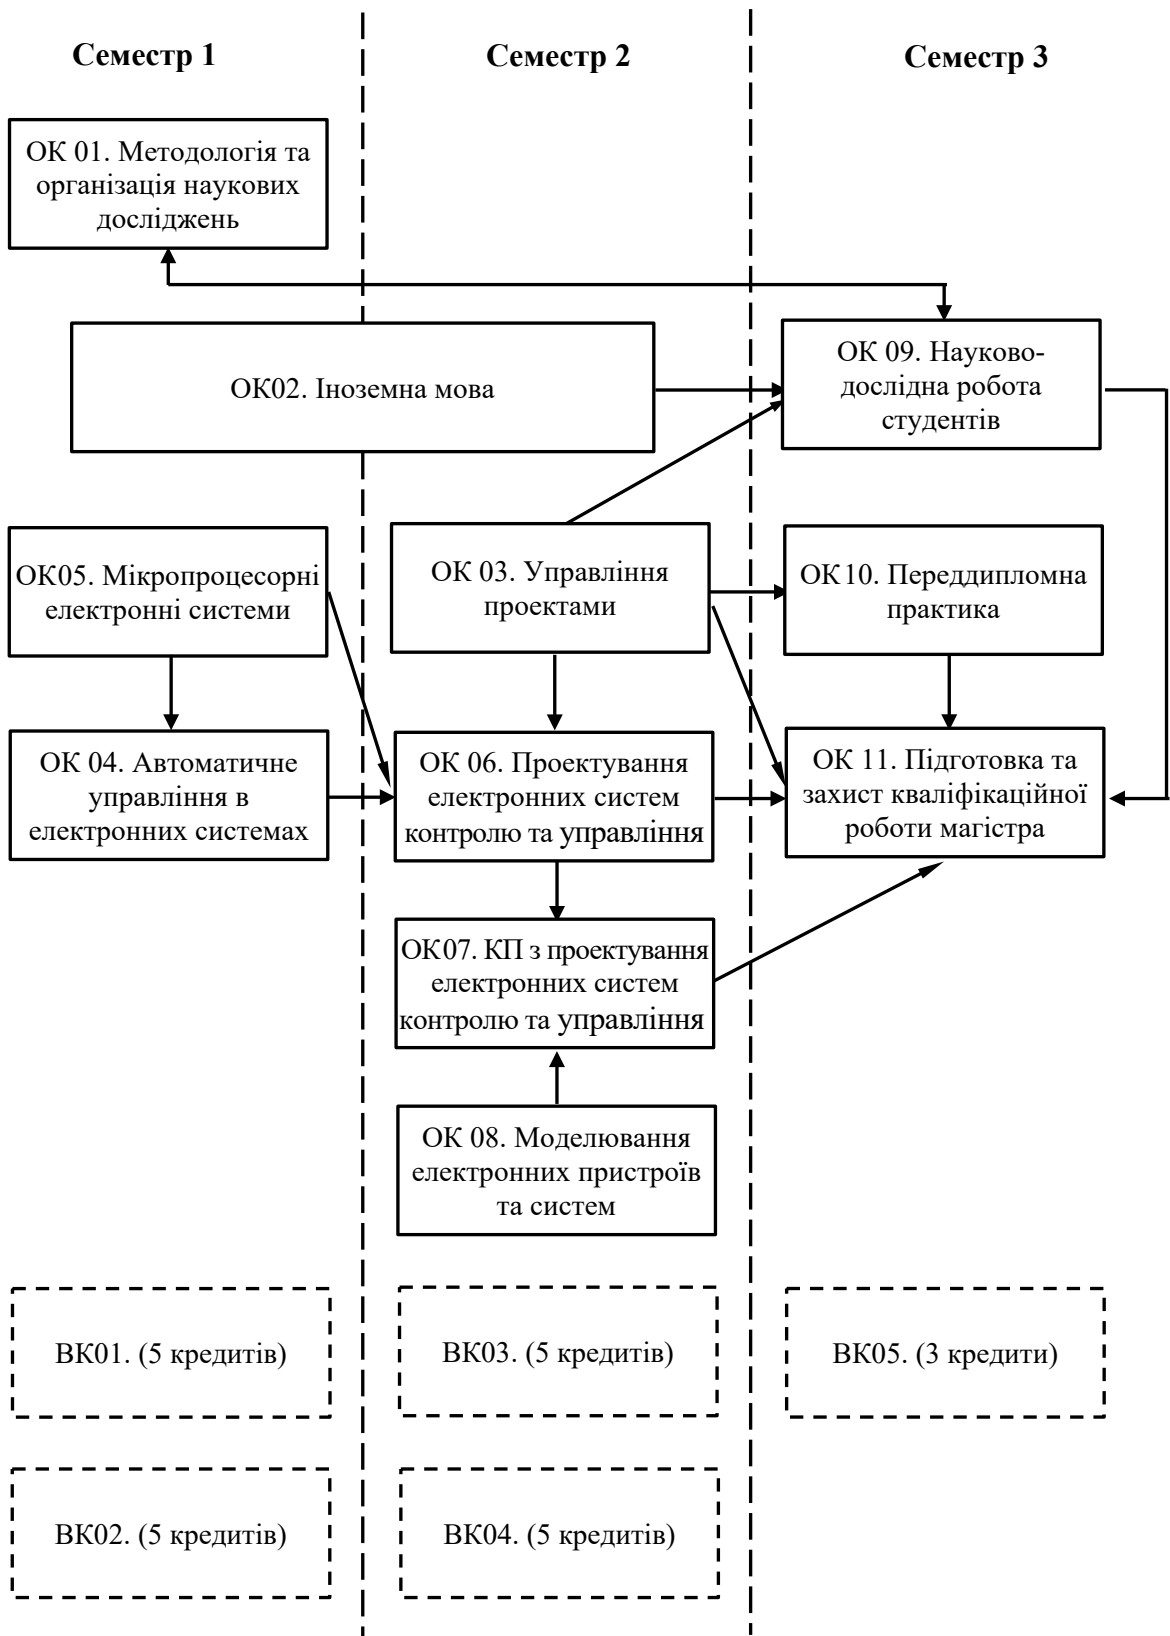 Семестр 1
Семестр 2
Семестр 3
ОК 01. Методологія та
організація наукових
досліджень
ОК02. Іноземна мова
ОК 09. Науково-
дослідна робота
студентів
ОК05. Мікропроцесорні
електронні системи
ОК 03. Управління
проектами
ОК10. Переддипломна
практика
ОК 04. Автоматичне
управління в
електронних системах
ОК 06. Проектування
електронних систем
контролю та управління
ОК 11. Підготовка та
захист кваліфікаційної
роботи магістра
ОК07. КП з проектування
електронних систем
контролю та управління
ОК 08. Моделювання
електронних пристроїв
та систем
ВК01. (5 кредитів)
ВК03. (5 кредитів)
ВК05. (3 кредити)
ВК02. (5 кредитів)
ВК04. (5 кредитів)